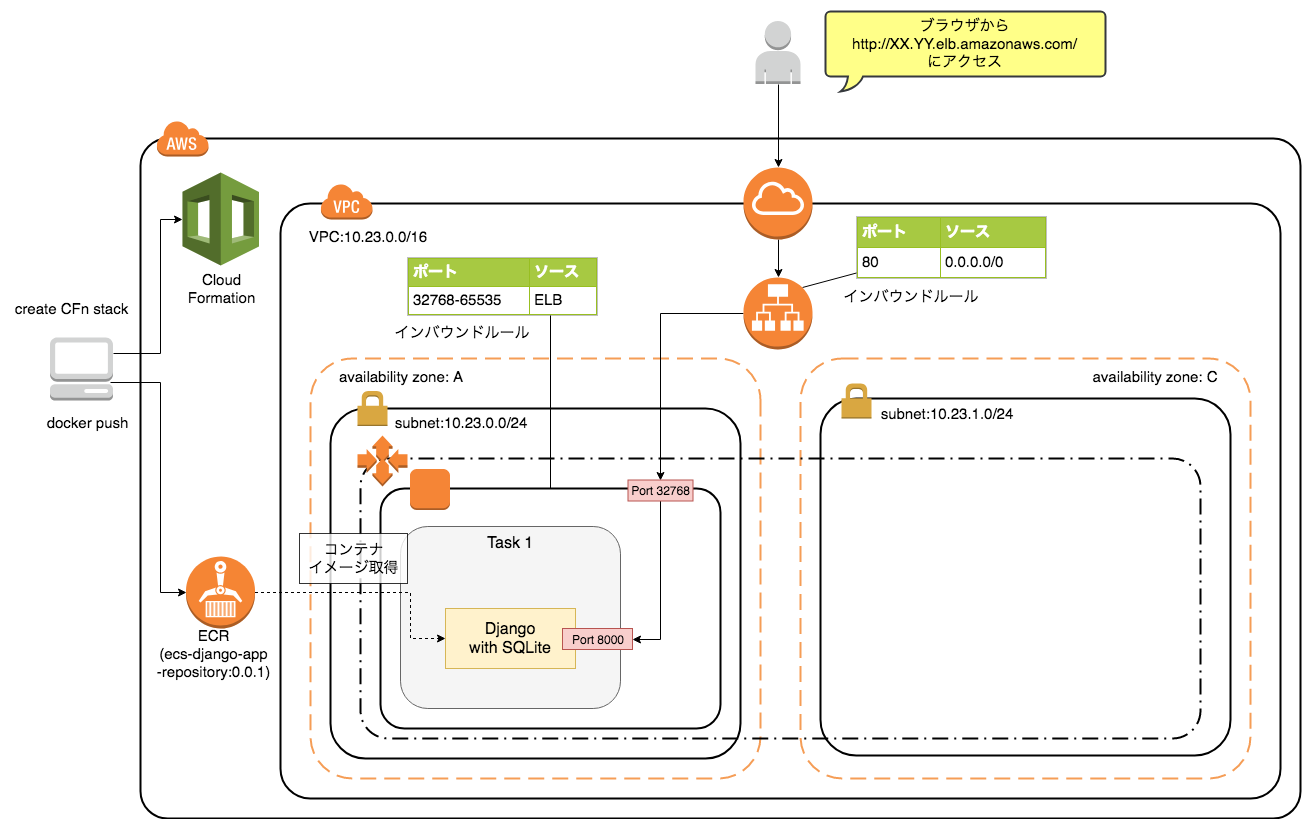 ブラウザから
http://XX.YY.elb.amazonaws.com/
にアクセス
AWS
VPC
VPC:10.23.0.0/16
Cloud
Formation
ポート ソース
80 0.0.0.0/0
インバウンドルール
ポート ソース
32768-65535 ELB
インバウンドルール
create CFn stack
docker push
availability zone: A
availability zone: C
subnet:10.23.0.0/24
subnet:10.23.1.0/24
Port 32768
Task 1
コンテナ
イメージ取得
Django
with SQLite
Port 8000
ECR
(ecs-django-app
-repository:0.0.1)